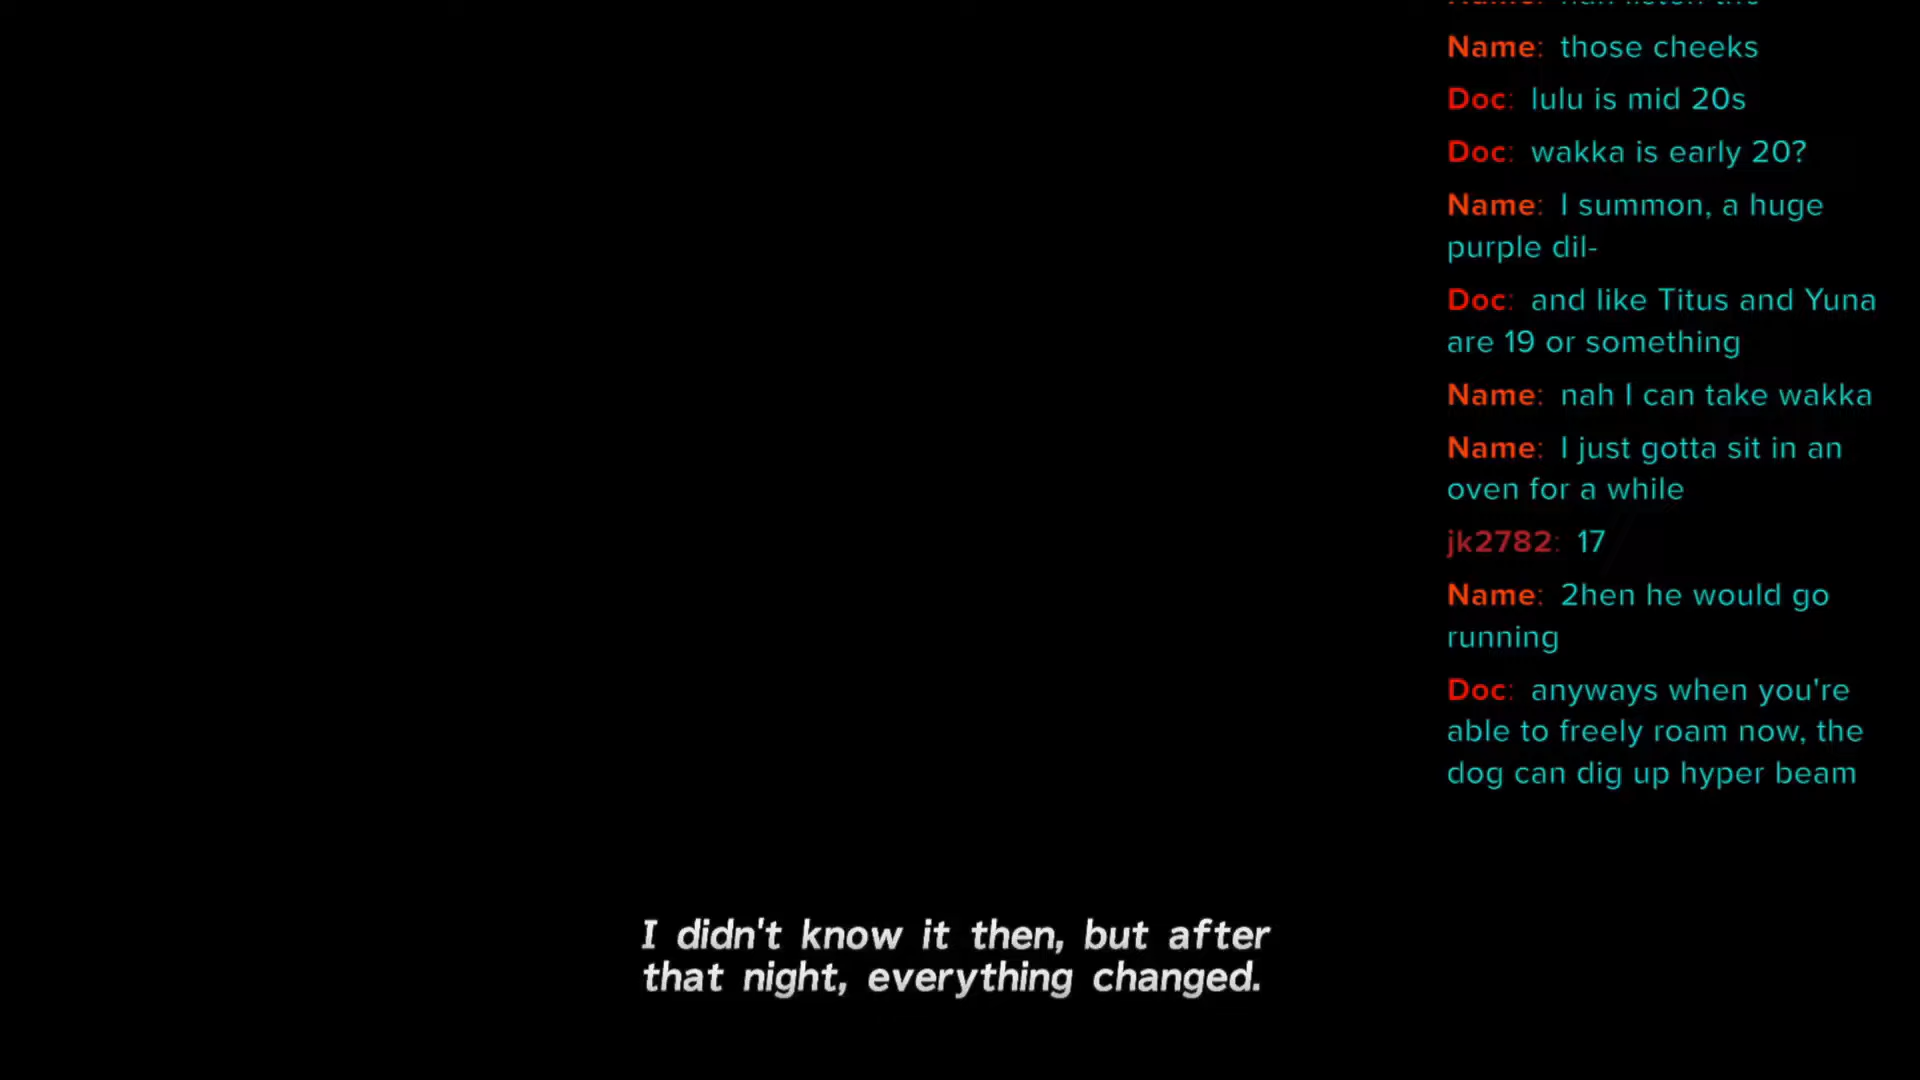 Name: nah listen the
Name: those cheeks
Doc: lulu is mid 20s
Doc: wakka is early 20?
Name: I summon, a huge
purple dil-
Doc: and like Titus and Yuna
are 19 or something
Name: nah I can take wakka
Name: I just gotta sit in an
oven for a while
jk2782: 17
Name: 2hen he would go
running
Doc: anyways when you're
able to freely roam now, the
dog can dig up hyper beam
I didn't know it then, but after
that night, everything changed.